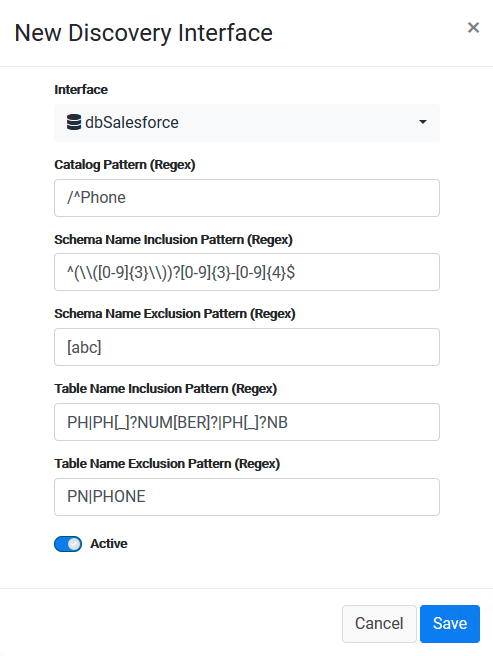 New Discovery Interface
×
Interface
dbSalesforce
Catalog Pattern (Regex)
/^Phone
Schema Name Inclusion Pattern (Regex)
^(\\([0-9]{3}\\))?[0-9]{3}-[0-9]{4}$
Schema Name Exclusion Pattern (Regex)
[abc]
Table Name Inclusion Pattern (Regex)
PH|PH[_]?NUM[BER]?|PH[_]?NB
Table Name Exclusion Pattern (Regex)
PN|PHONE
Active
Cancel Save